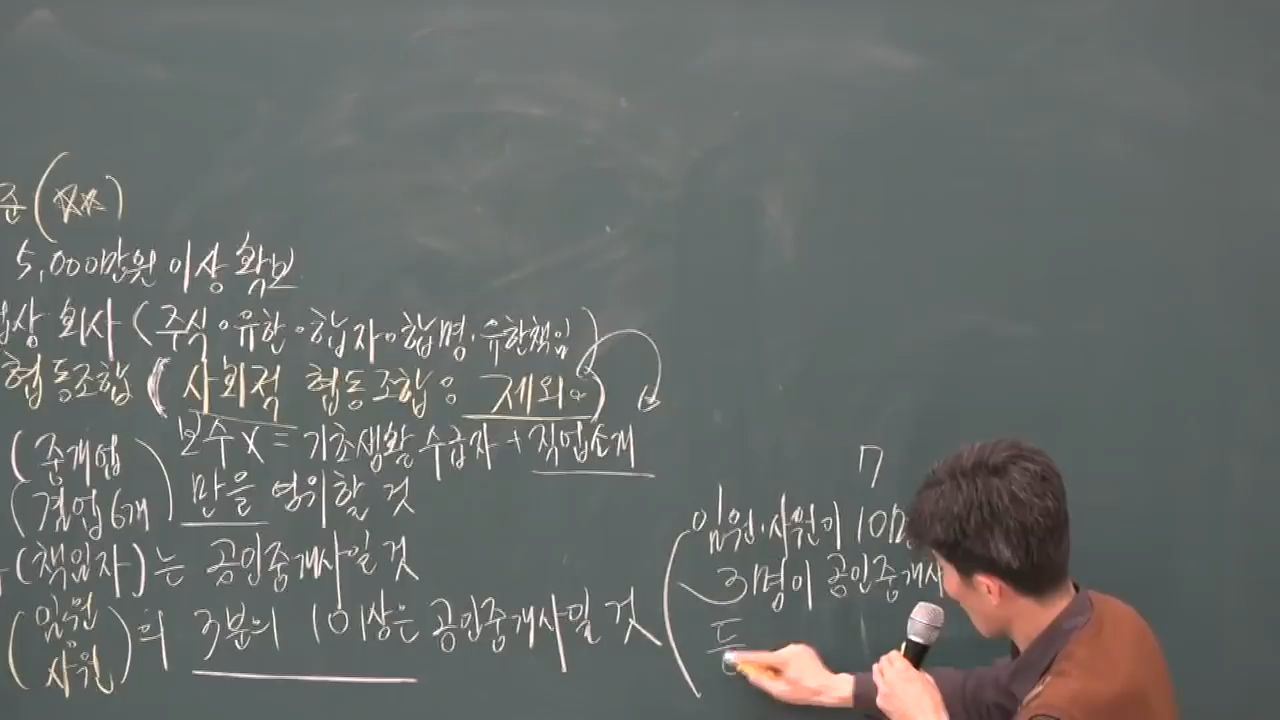 준 (☆☆)
5,000만원 이상 확보
상 회사 (주식·유한·합자·합명·유한책임)
협동조합 (사회적 협동조합은 제외)
보수 X = 기초생활수급자 + 직업소개
(중개업
겸업 6개) 만을 영위할 것
(책임자)는 공인중개사일 것
(임원
사원)의 3분의 1 이상은 공인중개사일 것
7
임원·사원이 10명
3명이 공인중개사